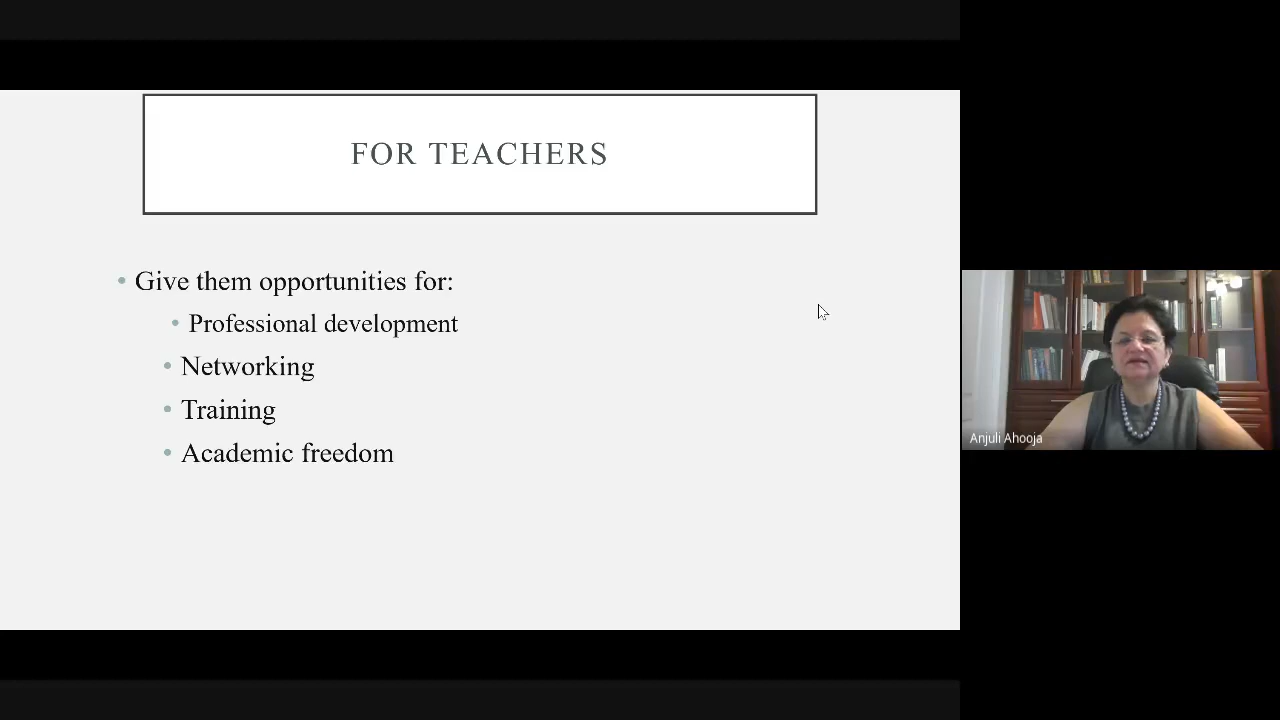 FOR TEACHERS
• Give them opportunities for:
• Professional development
• Networking
• Training
• Academic freedom
Anjuli Ahooja